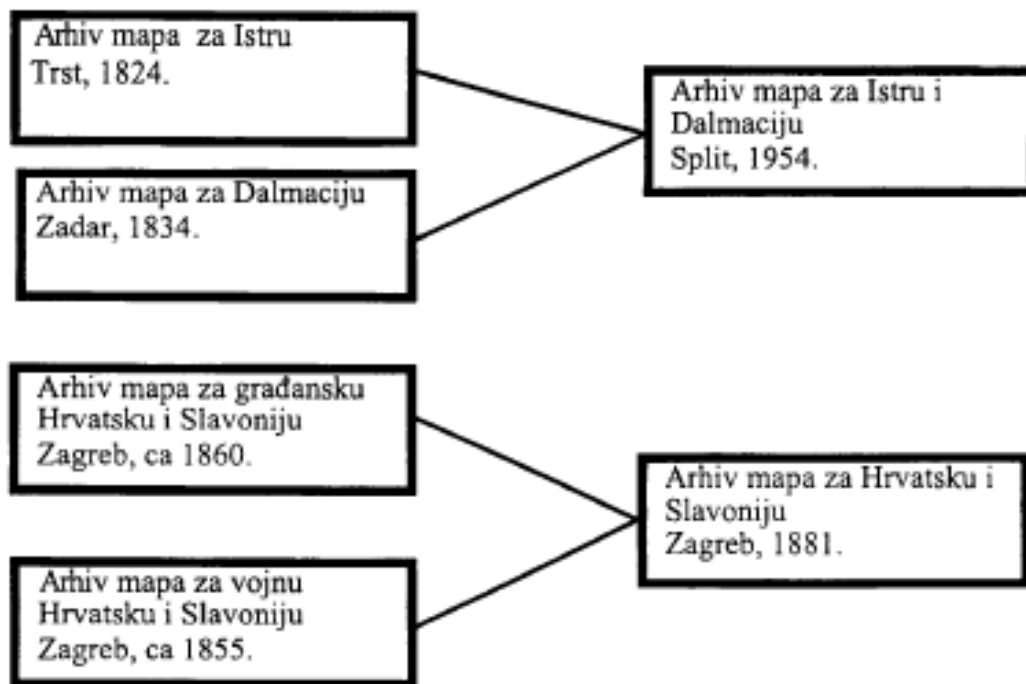 Arhiv mapa za Istru
Trst, 1824.
Arhiv mapa za Dalmaciju
Zadar, 1834.
Arhiv mapa za Istru i
Dalmaciju
Split, 1954.
Arhiv mapa za građansku
Hrvatsku i Slavoniju
Zagreb, ca 1860.
Arhiv mapa za vojnu
Hrvatsku i Slavoniju
Zagreb, ca 1855.
Arhiv mapa za Hrvatsku i
Slavoniju
Zagreb, 1881.